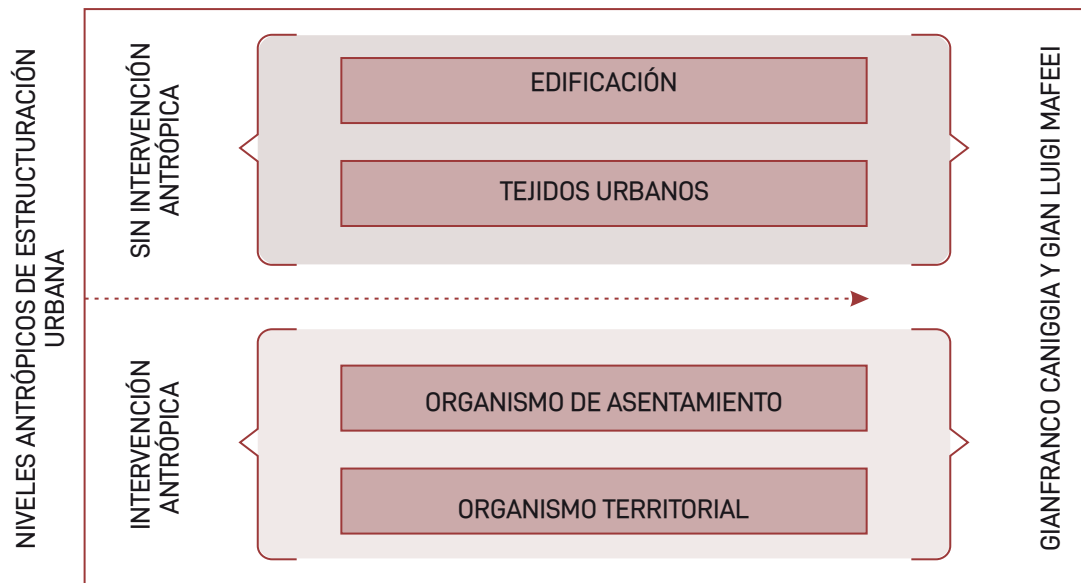 NIVELES ANTRÓPICOS DE ESTRUCTURACIÓN
URBANA
SIN INTERVENCIÓN
ANTRÓPICA
EDIFICACIÓN
TEJIDOS URBANOS
INTERVENCIÓN
ANTRÓPICA
ORGANISMO DE ASENTAMIENTO
ORGANISMO TERRITORIAL
GIANFRANCO CANIGGIA Y GIAN LUIGI MAFEEI